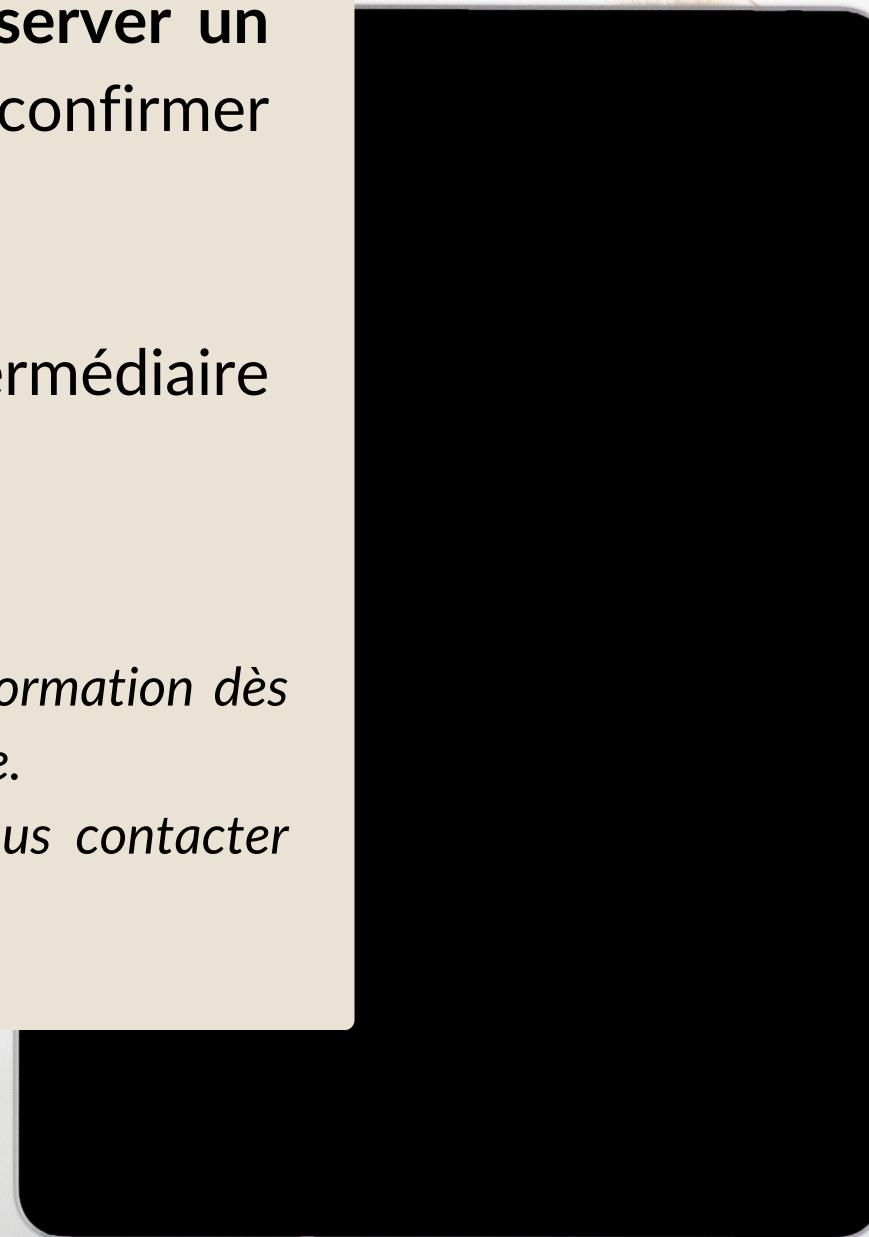 server un
confirmer
ermédiaire
ormation dès
e.
us contacter